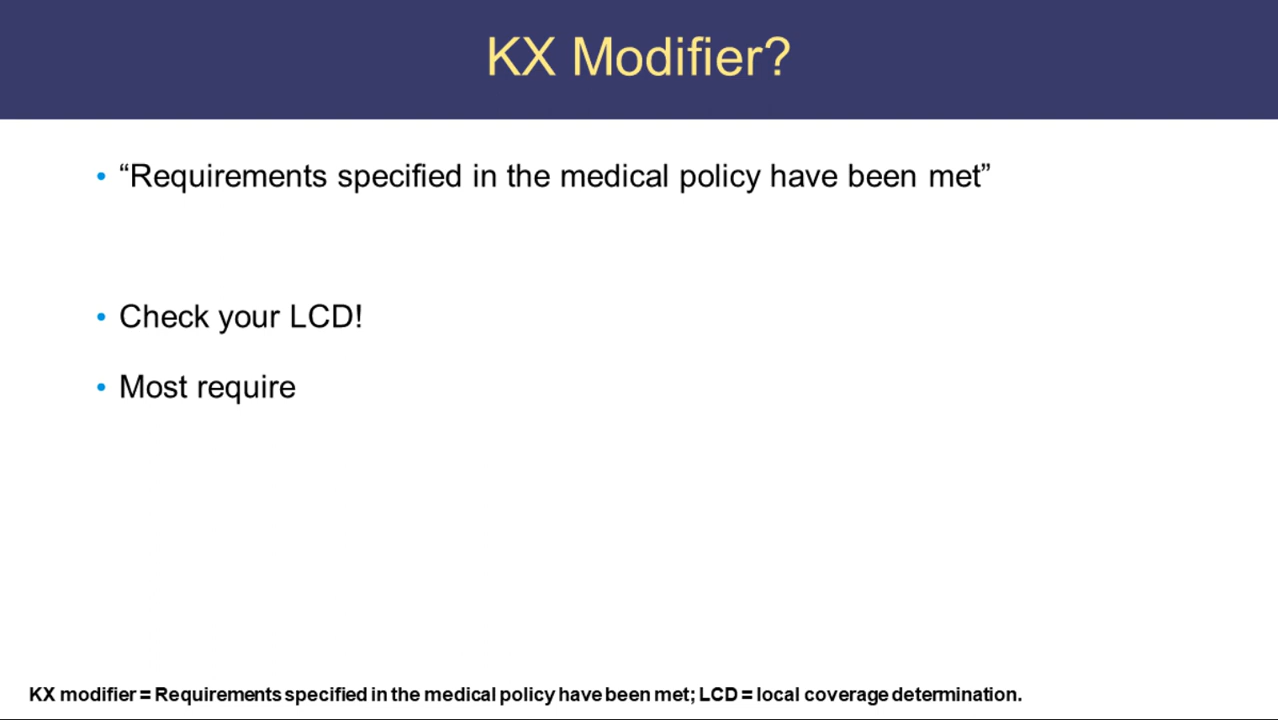 KX Modifier?
• “Requirements specified in the medical policy have been met”
• Check your LCD!
• Most require
KX modifier = Requirements specified in the medical policy have been met; LCD = local coverage determination.